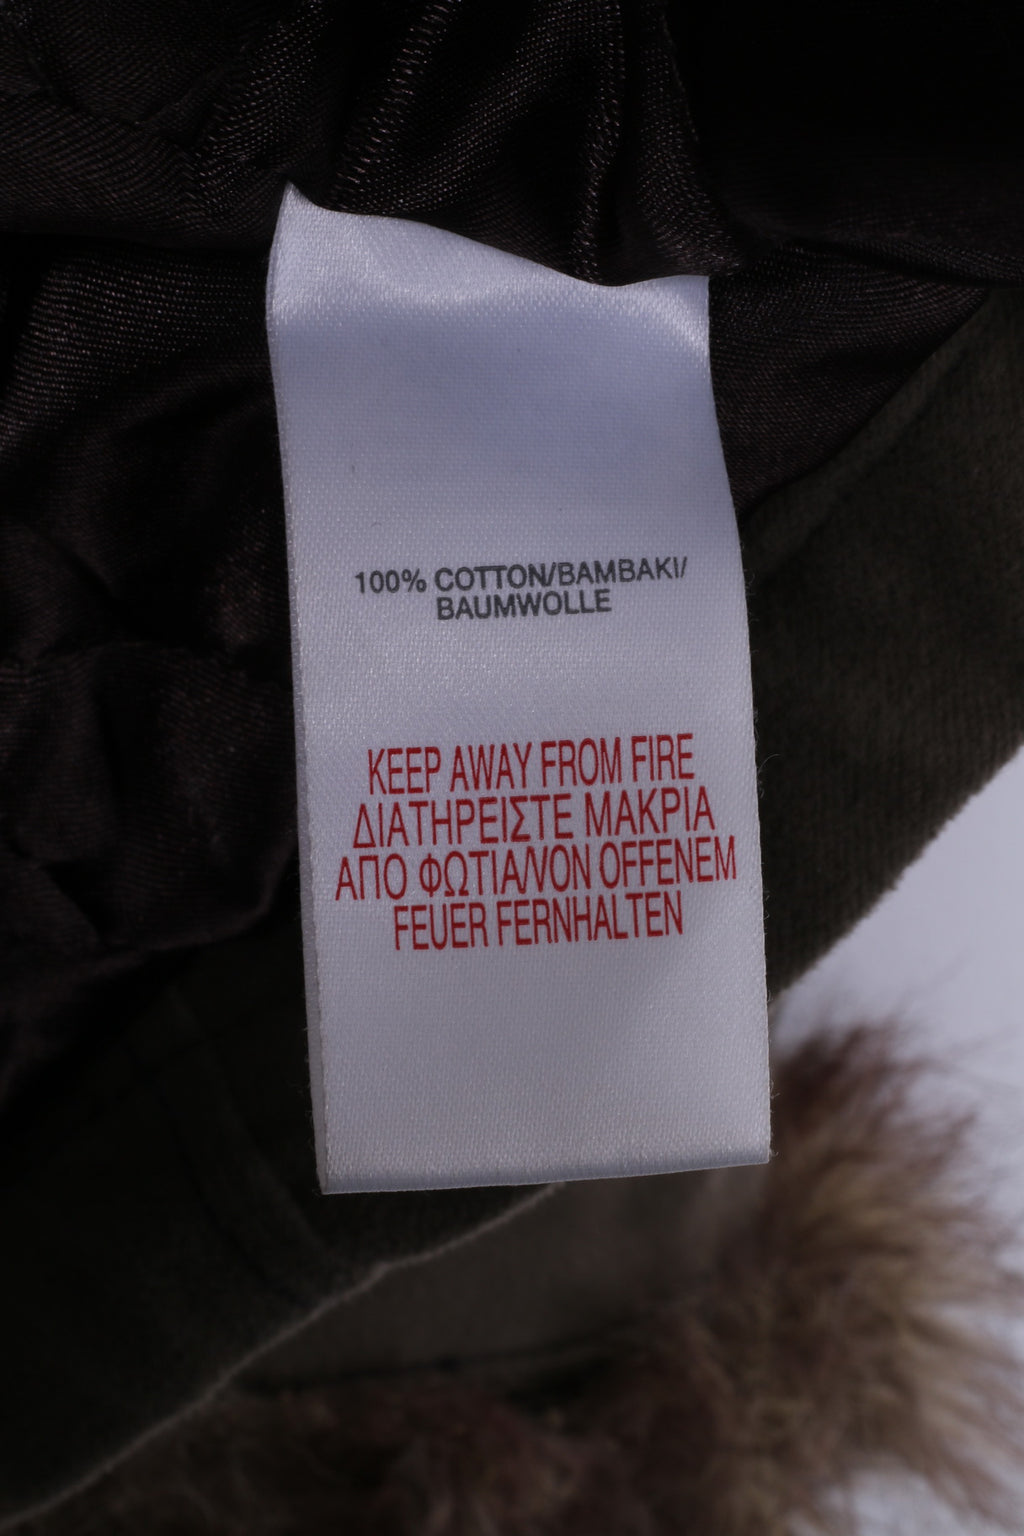 100% COTTON/BAMBAKI/
BAUMWOLLE
KEEP AWAY FROM FIRE
ΔΙΑΤΗΡΕΙΣΤΕ ΜΑΚΡΙΑ
ΑΠΟ ΦΩΤΙΑ/VON OFFENEM
FEUER FERNHALTEN